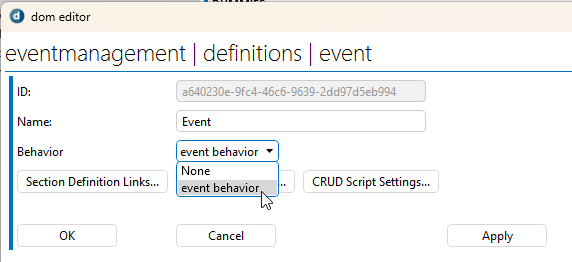 dom editor
eventmanagement | definitions | event
ID:
a640230e-9fc4-46c6-9639-2dd97d5eb994
Name:
Event
Behavior
event behavior
None
event behavior
Section Definition Links...
CRUD Script Settings...
OK
Cancel
Apply